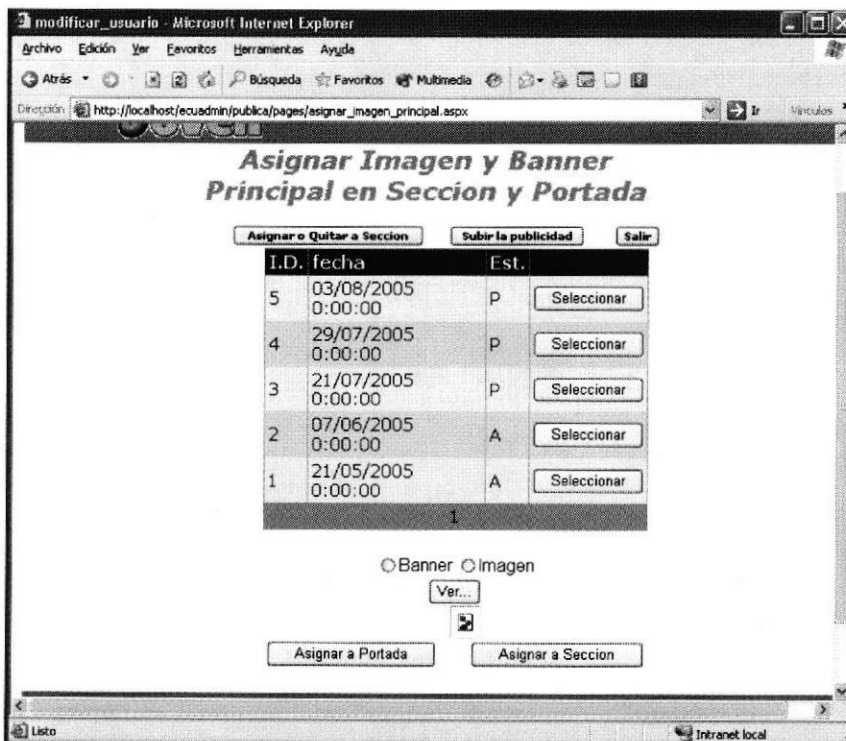 modificar_usuario - Microsoft Internet Explorer
Archivo Edición Ver Favoritos Herramientas Ayuda
Atrás Búsqueda Favoritos Multimedia
Dirección http://localhost/ecuadmin/publica/pages/asignar_imagen_principal.aspx Ir Vínculos
Asignar Imagen y Banner
Principal en Seccion y Portada
Asignar o Quitar a Seccion Subir la publicidad Salir
I.D. fecha Est.
5 03/08/2005 0:00:00 P Seleccionar
4 29/07/2005 0:00:00 P Seleccionar
3 21/07/2005 0:00:00 P Seleccionar
2 07/06/2005 0:00:00 A Seleccionar
1 21/05/2005 0:00:00 A Seleccionar
1
Banner Imagen
Ver...
Asignar a Portada Asignar a Seccion
Listo Intranet local